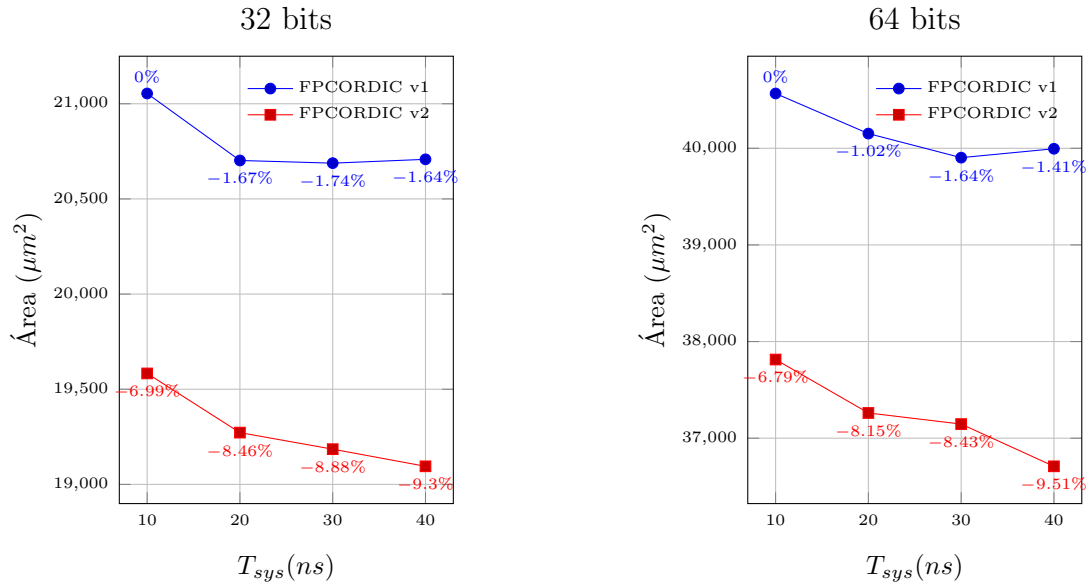 32 bits
FPCORDIC v1
FPCORDIC v2
21,000
20,500
20,000
19,500
19,000
Área (μm²)
0%
−1.67%
−1.74%
−1.64%
−6.99%
−8.46%
−8.88%
−9.3%
10 20 30 40
T_sys(ns)
64 bits
FPCORDIC v1
FPCORDIC v2
40,000
39,000
38,000
37,000
Área (μm²)
0%
−1.02%
−1.64%
−1.41%
−6.79%
−8.15%
−8.43%
−9.51%
10 20 30 40
T_sys(ns)